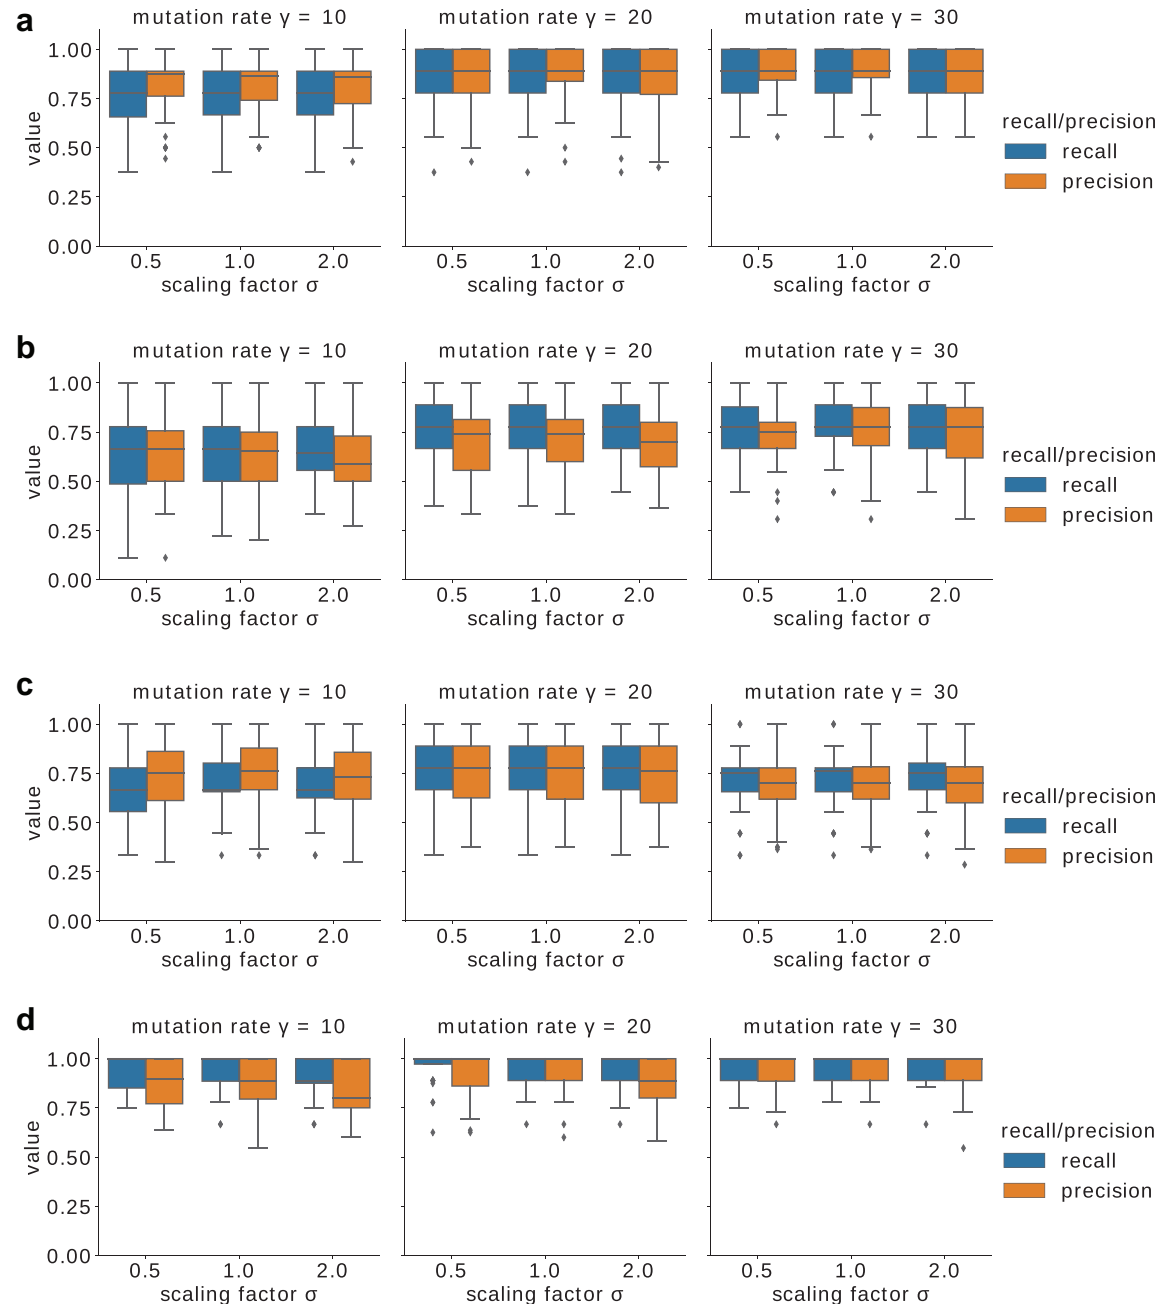 a
mutation rate γ = 10
mutation rate γ = 20
mutation rate γ = 30
1.00
0.75
0.50
0.25
0.00
value
0.5 1.0 2.0
0.5 1.0 2.0
0.5 1.0 2.0
scaling factor σ
scaling factor σ
scaling factor σ
recall/precision
recall
precision
b
mutation rate γ = 10
mutation rate γ = 20
mutation rate γ = 30
1.00
0.75
0.50
0.25
0.00
value
0.5 1.0 2.0
0.5 1.0 2.0
0.5 1.0 2.0
scaling factor σ
scaling factor σ
scaling factor σ
recall/precision
recall
precision
c
mutation rate γ = 10
mutation rate γ = 20
mutation rate γ = 30
1.00
0.75
0.50
0.25
0.00
value
0.5 1.0 2.0
0.5 1.0 2.0
0.5 1.0 2.0
scaling factor σ
scaling factor σ
scaling factor σ
recall/precision
recall
precision
d
mutation rate γ = 10
mutation rate γ = 20
mutation rate γ = 30
1.00
0.75
0.50
0.25
0.00
value
0.5 1.0 2.0
0.5 1.0 2.0
0.5 1.0 2.0
scaling factor σ
scaling factor σ
scaling factor σ
recall/precision
recall
precision